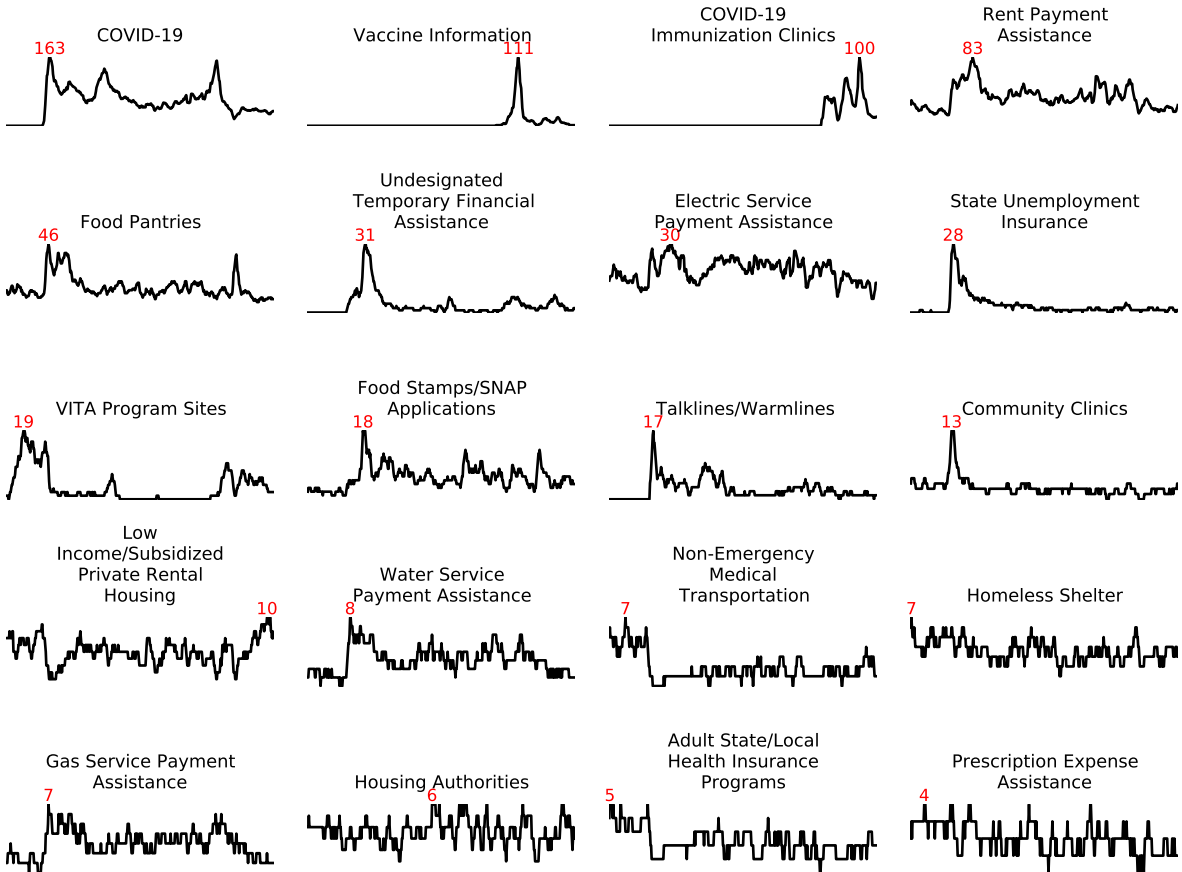 COVID-19
163
Vaccine Information
111
COVID-19
Immunization Clinics
100
Rent Payment
Assistance
83
Food Pantries
46
Undesignated
Temporary Financial
Assistance
31
Electric Service
Payment Assistance
30
State Unemployment
Insurance
28
VITA Program Sites
19
Food Stamps/SNAP
Applications
18
Talklines/Warmlines
17
Community Clinics
13
Low
Income/Subsidized
Private Rental
Housing
10
Water Service
Payment Assistance
8
Non-Emergency
Medical
Transportation
7
Homeless Shelter
7
Gas Service Payment
Assistance
7
Housing Authorities
6
Adult State/Local
Health Insurance
Programs
5
Prescription Expense
Assistance
4